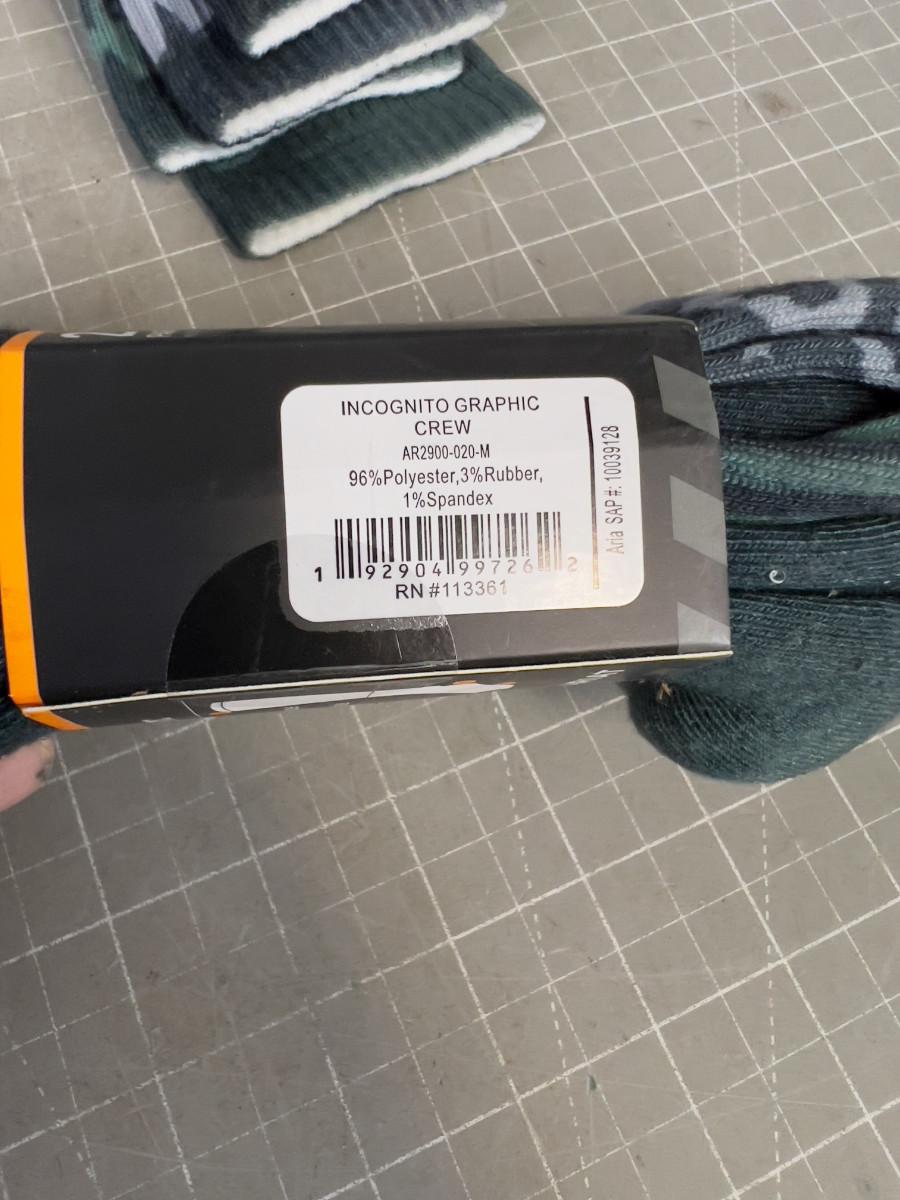 INCOGNITO GRAPHIC
CREW
AR2900-020-M
96%Polyester,3%Rubber,
1%Spandex
1 92904 99726 2
RN #113361
Aria SAP #: 10039128